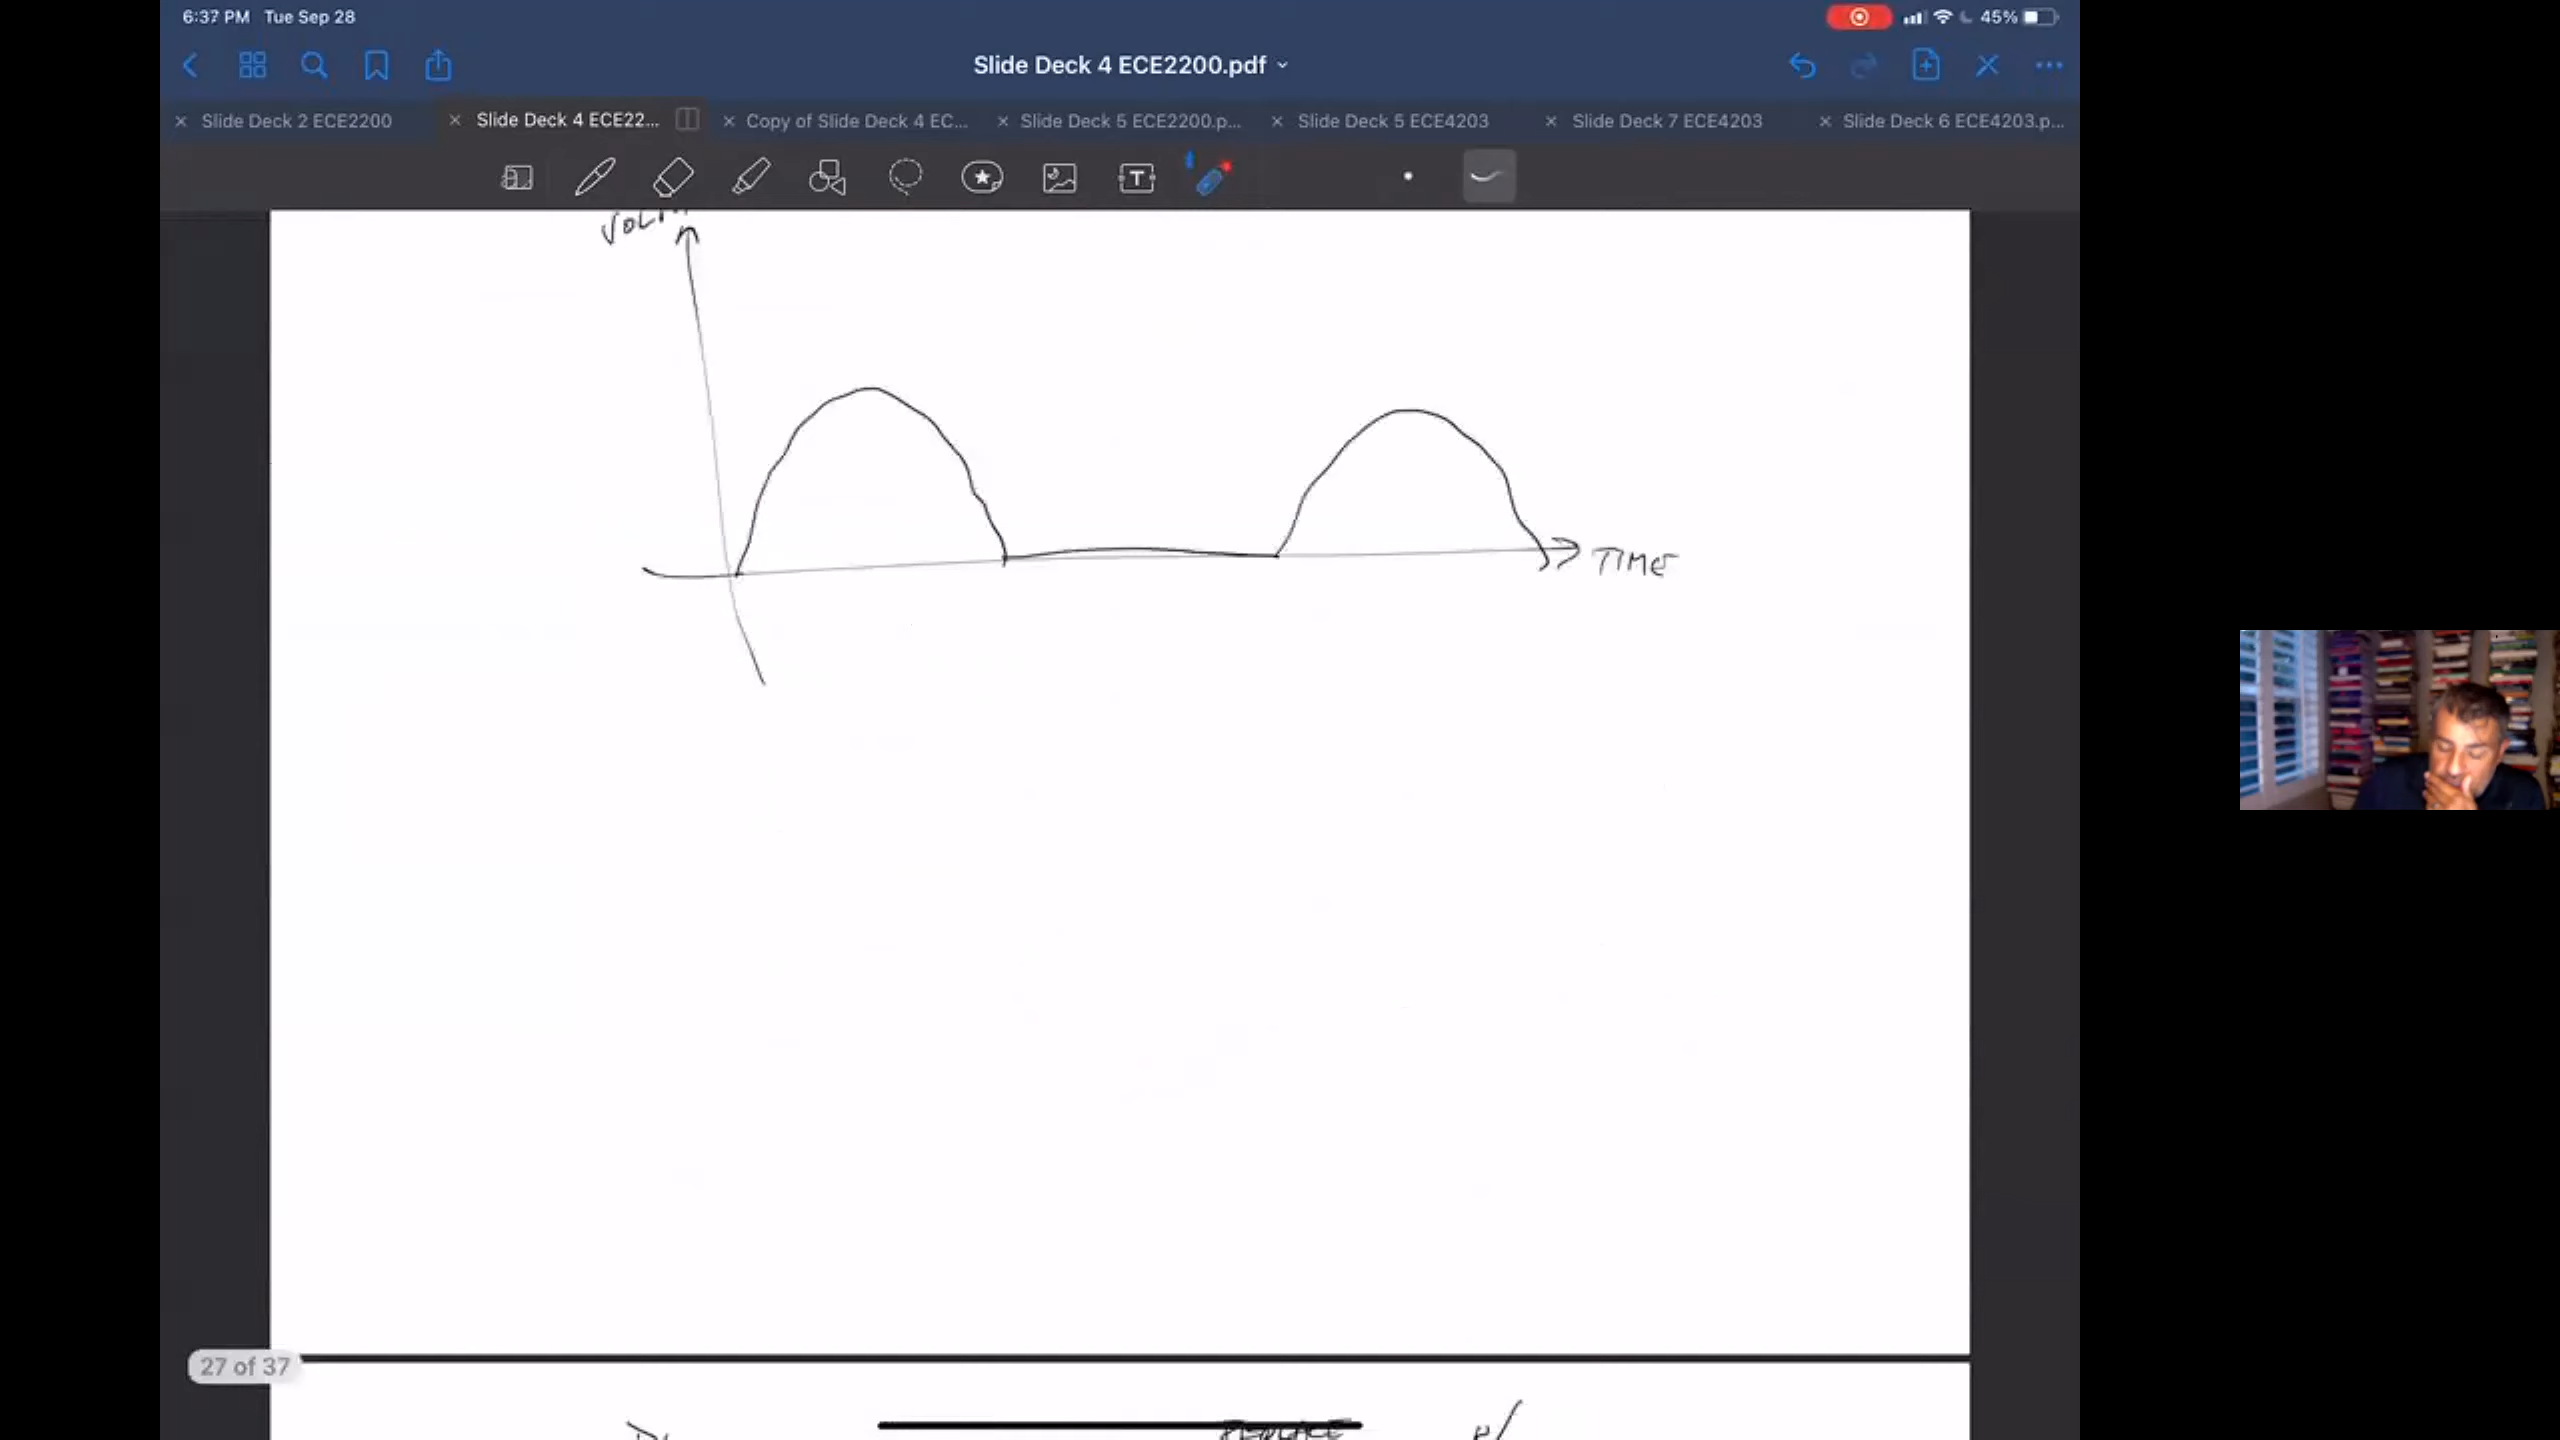 6:37 PM Tue Sep 28
45%
Slide Deck 4 ECE2200.pdf
Slide Deck 2 ECE2200
Slide Deck 4 ECE22...
Copy of Slide Deck 4 EC...
Slide Deck 5 ECE2200.p...
Slide Deck 5 ECE4203
Slide Deck 7 ECE4203
Slide Deck 6 ECE4203.p...
T
TIME
27 of 37